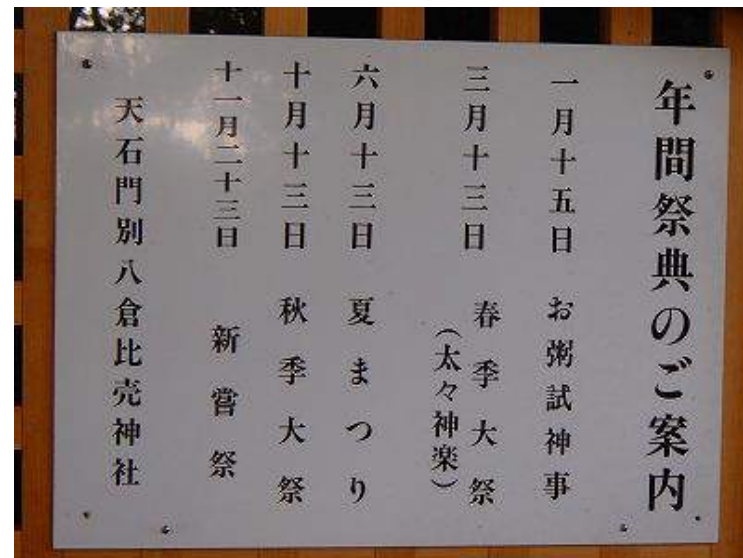 年間祭典のご案内
一月十五日 お粥試神事
三月十三日 春季大祭
(太々神楽)
六月十三日 夏まつり
十月十三日 秋季大祭
十一月二十三日 新嘗祭
天石門別八倉比売神社